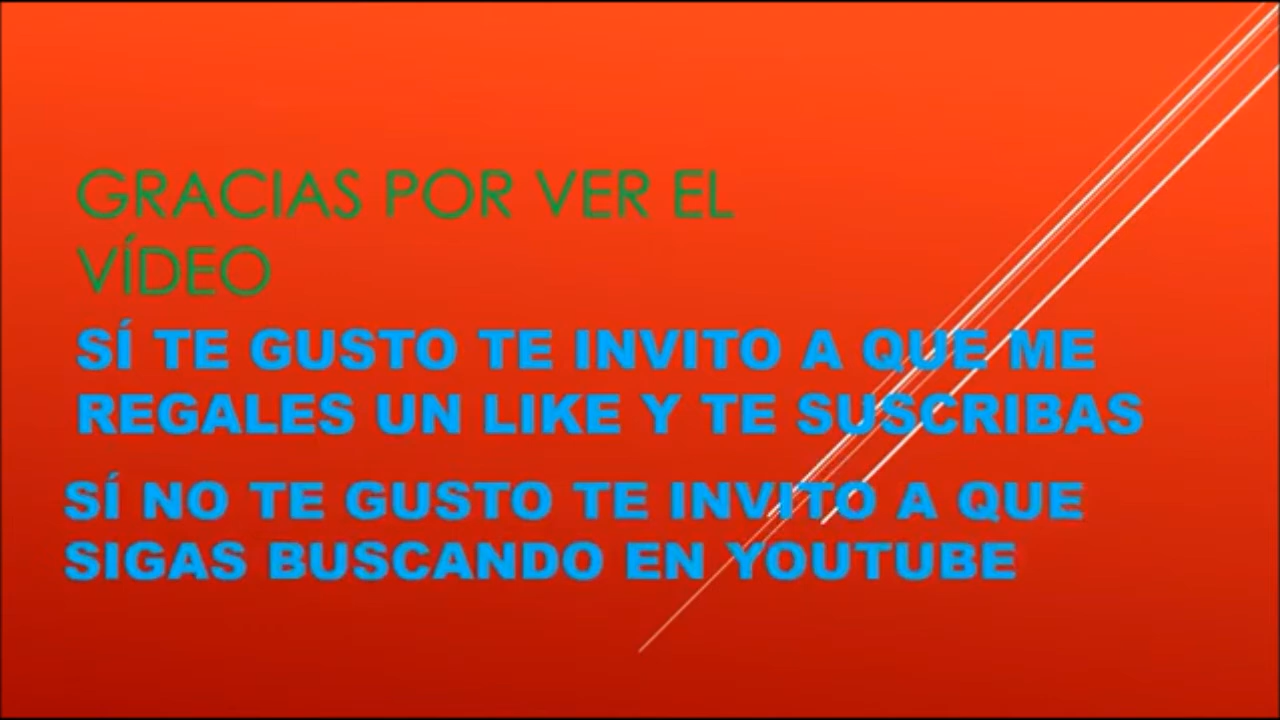 GRACIAS POR VER EL
VÍDEO
SÍ TE GUSTO TE INVITO A QUE ME
REGALES UN LIKE Y TE SUSCRIBAS
SÍ NO TE GUSTO TE INVITO A QUE
SIGAS BUSCANDO EN YOUTUBE